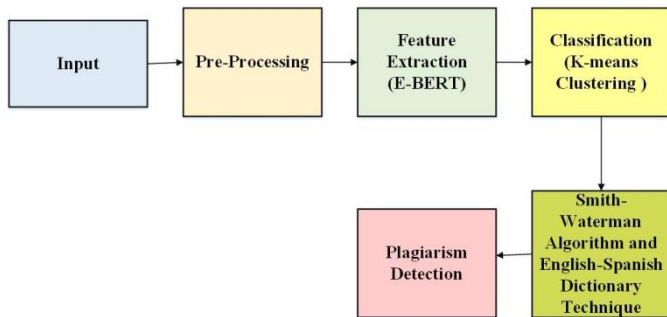 Input
Pre-Processing
Feature
Extraction
(E-BERT)
Classification
(K-means
Clustering )
Smith-
Waterman
Algorithm and
English-Spanish
Dictionary
Technique
Plagiarism
Detection